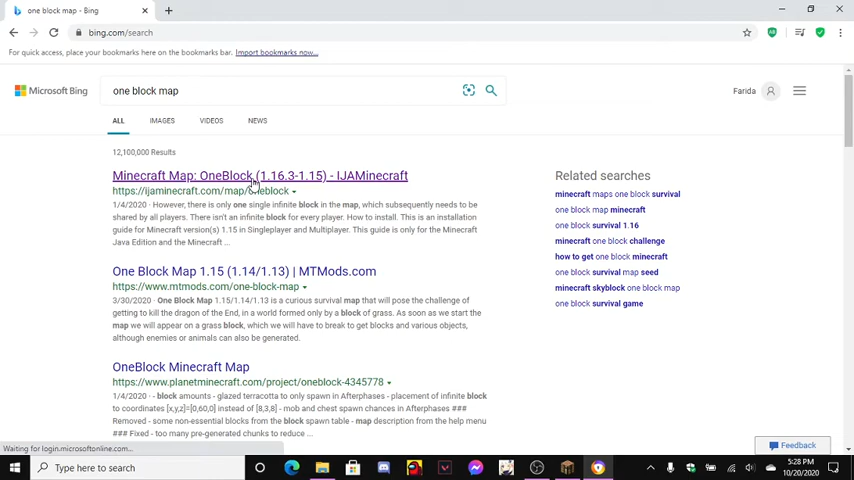 one block map - Bing
bing.com/search
For quick access, place your bookmarks here on the bookmarks bar. Import bookmarks now...
Microsoft Bing
one block map
Farida
ALL IMAGES VIDEOS NEWS
12,100,000 Results
Minecraft Map: OneBlock (1.16.3-1.15) - IJAMinecraft
https://ijaminecraft.com/map/oneblock
1/4/2020 · However, there is only one single infinite block in the map, which subsequently needs to be
shared by all players. There isn't an infinite block for every player. How to install. This is an installation
guide for Minecraft version(s) 1.15 in Singleplayer and Multiplayer. This guide is only for the Minecraft
Java Edition and the Minecraft ...
One Block Map 1.15 (1.14/1.13) | MTMods.com
https://www.mtmods.com/one-block-map
3/30/2020 · One Block Map 1.15/1.14/1.13 is a curious survival map that will pose the challenge of
getting to kill the dragon of the End, in a world formed only by a block of grass. As soon as we start the
map we will appear on a grass block, which we will have to break to get blocks and various objects,
although enemies or animals can also be generated.
OneBlock Minecraft Map
https://www.planetminecraft.com/project/oneblock-4345778
1/4/2020 · - block amounts - glazed terracotta to only spawn in Afterphases - placement of infinite block
to coordinates [x,y,z]=[0,60,0] instead of [8,3,8] - mob and chest spawn chances in Afterphases ###
Removed - some non-essential blocks from the block spawn table - map description from the help menu
### Fixed - too many pre-generated chunks to reduce ...
Related searches
minecraft maps one block survival
one block map minecraft
one block survival 1.16
minecraft one block challenge
how to get one block minecraft
one block survival map seed
minecraft skyblock one block map
one block survival game
Waiting for login.microsoftonline.com...
Feedback
Type here to search
5:28 PM
10/20/2020